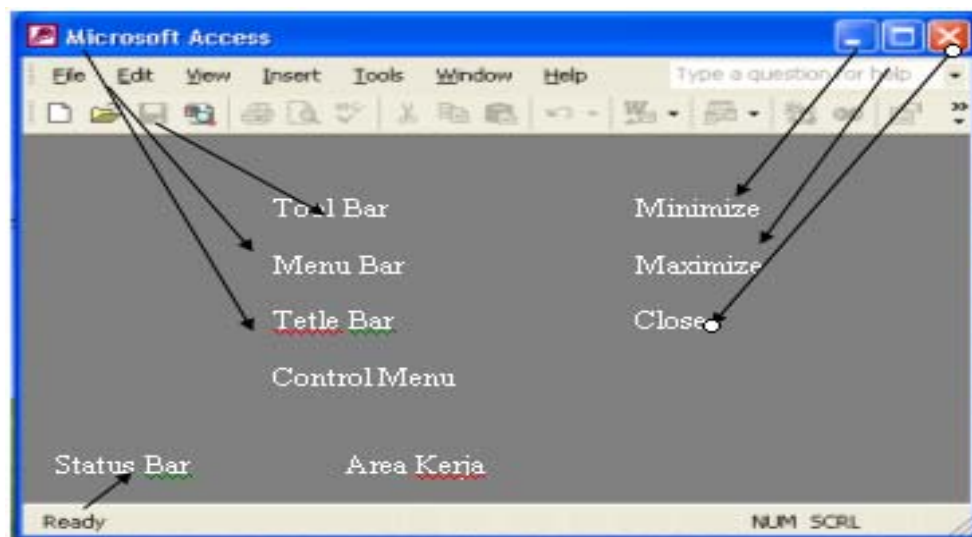 Microsoft Access
File Edit View Insert Tools Window Help Type a question for help
Tool Bar Minimize
Menu Bar Maximize
Tetle Bar Close
Control Menu
Status Bar Area Kerja
Ready NUM SCRL